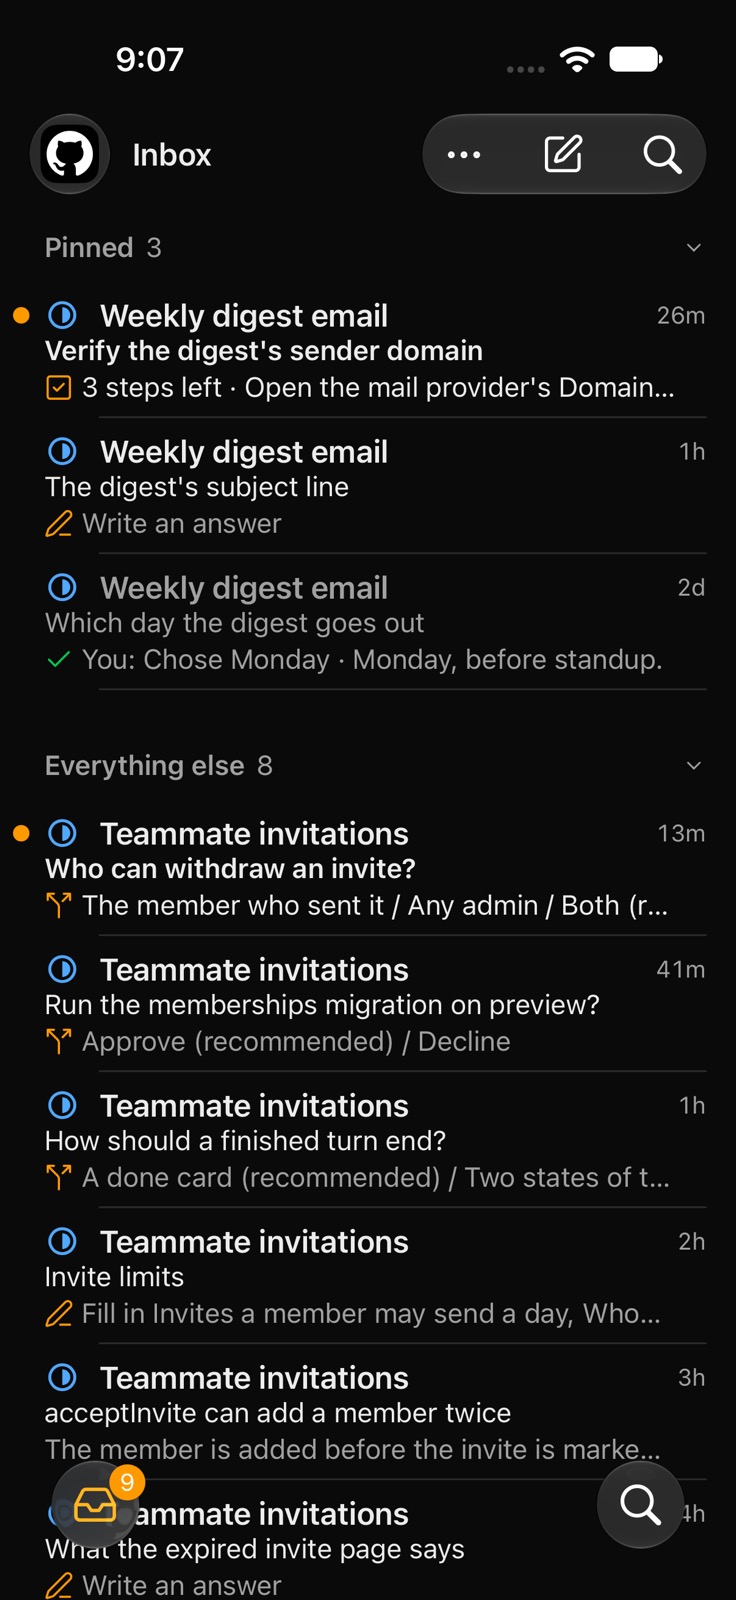 9:07
Inbox
Pinned 3
Weekly digest email 26m
Verify the digest's sender domain
3 steps left · Open the mail provider's Domain...
Weekly digest email 1h
The digest's subject line
Write an answer
Weekly digest email 2d
Which day the digest goes out
You: Chose Monday · Monday, before standup.
Everything else 8
Teammate invitations 13m
Who can withdraw an invite?
The member who sent it / Any admin / Both (r...
Teammate invitations 41m
Run the memberships migration on preview?
Approve (recommended) / Decline
Teammate invitations 1h
How should a finished turn end?
A done card (recommended) / Two states of t...
Teammate invitations 2h
Invite limits
Fill in Invites a member may send a day, Who...
Teammate invitations 3h
acceptInvite can add a member twice
The member is added before the invite is marke...
9
ammate invitations 4h
What the expired invite page says
Write an answer